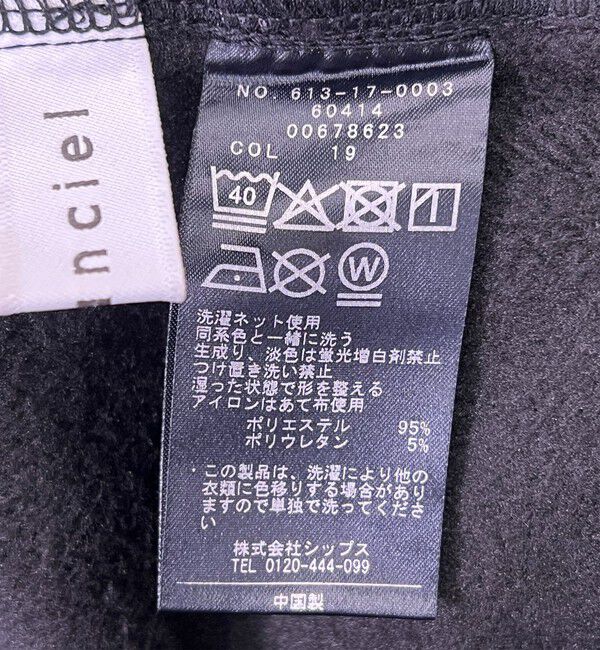 nciel
NO. 613-17-0003
60414
00678623
COL 19
40
W
洗濯ネット使用
同系色と一緒に洗う
生成り、淡色は蛍光増白剤禁止
つけ置き洗い禁止
湿った状態で形を整える
アイロンはあて布使用
ポリエステル 95%
ポリウレタン 5%
・この製品は、洗濯により他の
衣類に色移りする場合があり
ますので単独で洗ってくださ
い
株式会社シップス
TEL 0120-444-099
中国製